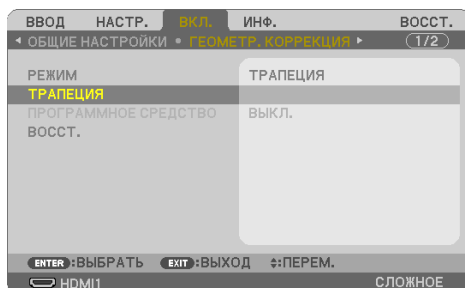 ВВОД НАСТР. ВКЛ. ИНФ. ВОССТ.
ОБЩИЕ НАСТРОЙКИ • ГЕОМЕТР. КОРРЕКЦИЯ 1/2
РЕЖИМ ТРАПЕЦИЯ
ТРАПЕЦИЯ
ПРОГРАММНОЕ СРЕДСТВО ВЫКЛ.
ВОССТ.
ENTER :ВЫБРАТЬ EXIT :ВЫХОД :ПЕРЕМ.
HDMI1 СЛОЖНОЕ